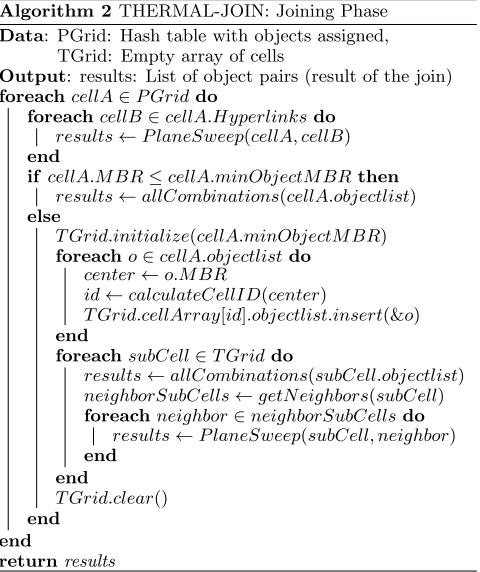 Algorithm 2 THERMAL-JOIN: Joining Phase
Data: PGrid: Hash table with objects assigned,
TGrid: Empty array of cells
Output: results: List of object pairs (result of the join)
foreach cellA ∈ PGrid do
foreach cellB ∈ cellA.Hyperlinks do
results ← PlaneSweep(cellA, cellB)
end
if cellA.MBR ≤ cellA.minObjectMBR then
results ← allCombinations(cellA.objectlist)
else
TGrid.initialize(cellA.minObjectMBR)
foreach o ∈ cellA.objectlist do
center ← o.MBR
id ← calculateCellID(center)
TGrid.cellArray[id].objectlist.insert(&o)
end
foreach subCell ∈ TGrid do
results ← allCombinations(subCell.objectlist)
neighborSubCells ← getNeighbors(subCell)
foreach neighbor ∈ neighborSubCells do
results ← PlaneSweep(subCell, neighbor)
end
end
TGrid.clear()
end
end
return results